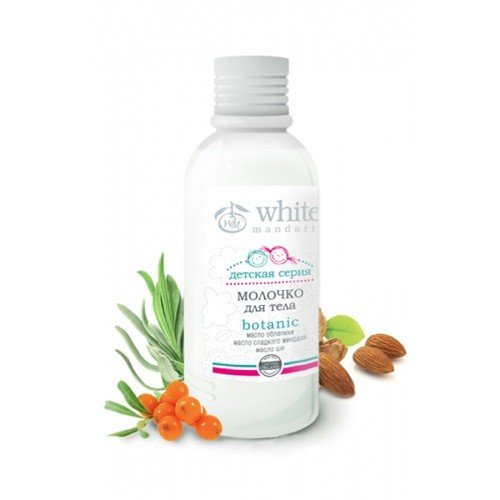 WM
white
mandari
детская серия
МОЛОЧКО
для тела
botanic
масло облепихи
масло сладкого миндаля
масло ши